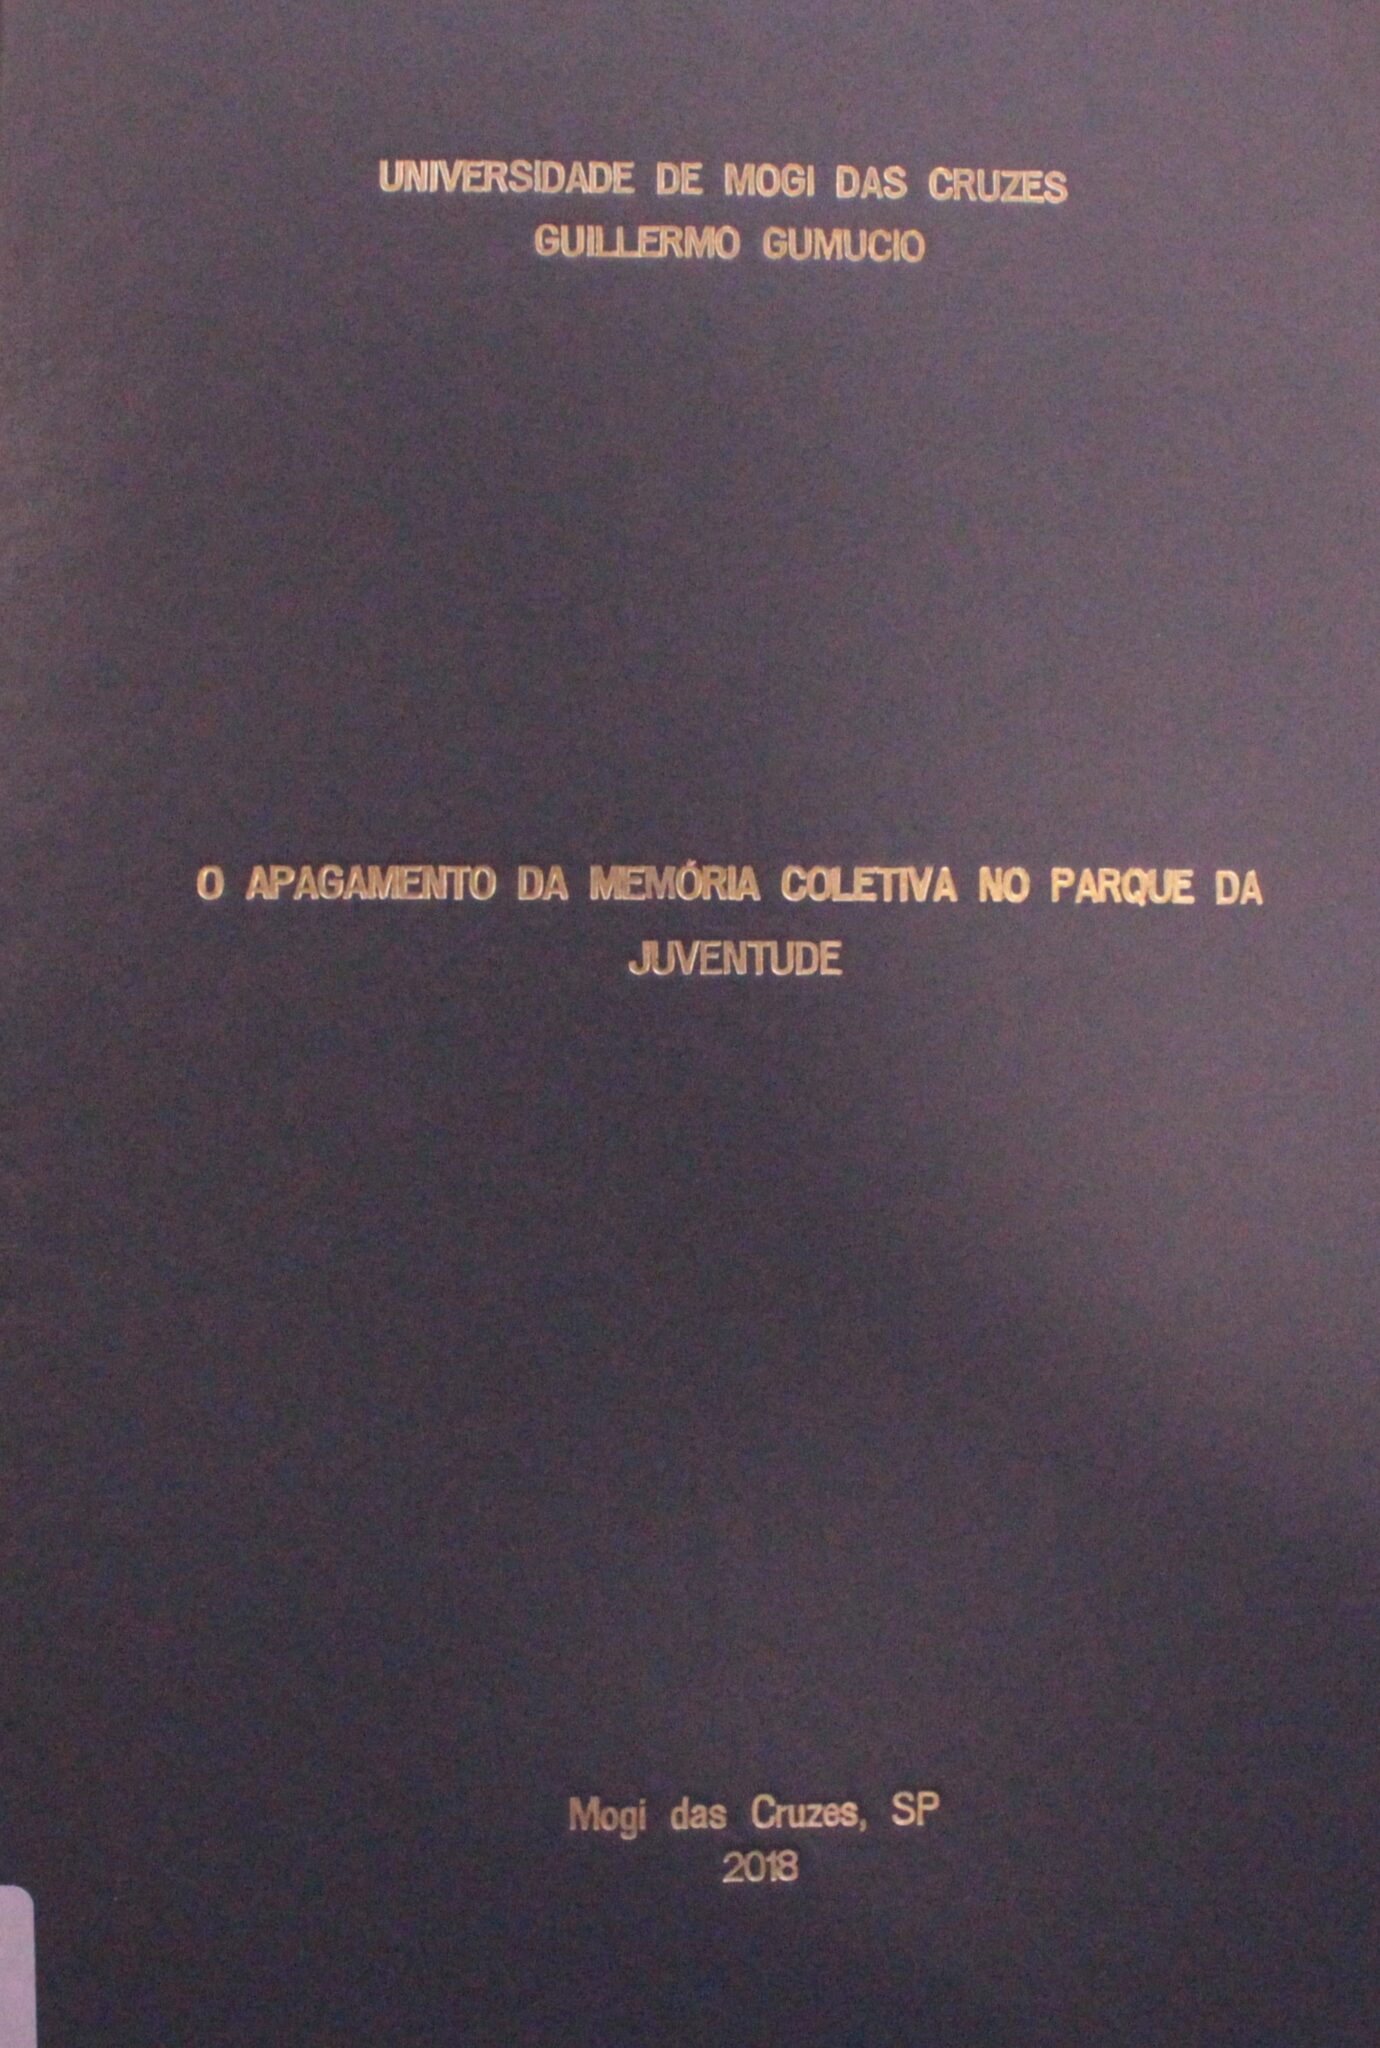 UNIVERSIDADE DE MOGI DAS CRUZES
GUILLERMO GUMUCIO
O APAGAMENTO DA MEMÓRIA COLETIVA NO PARQUE DA
JUVENTUDE
Mogi das Cruzes, SP
2018